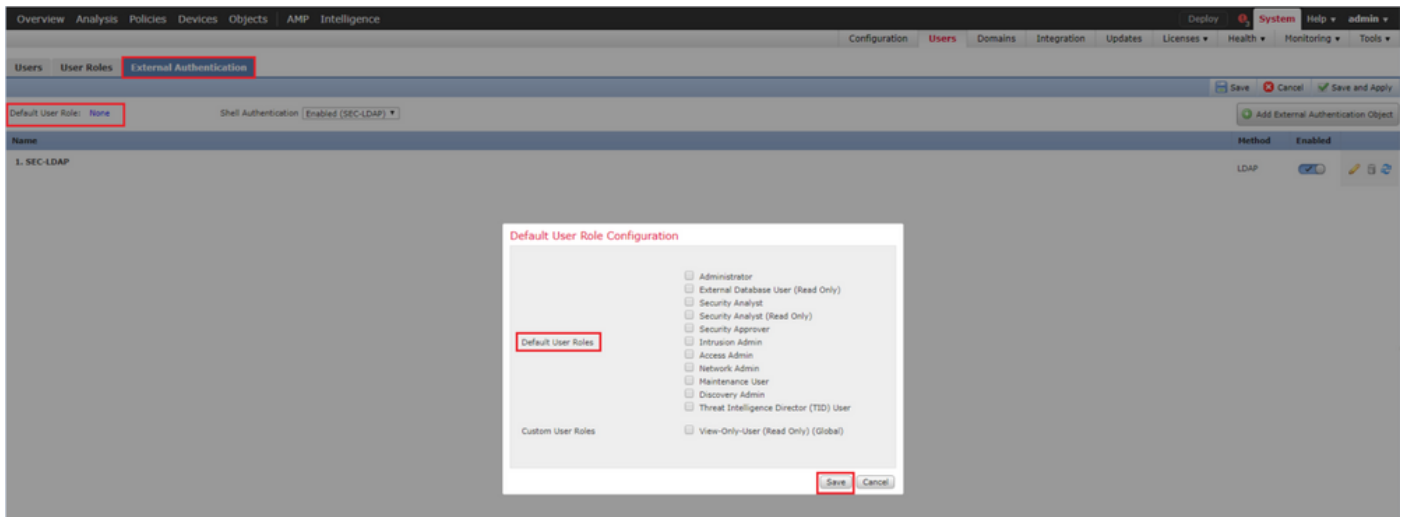 Overview Analysis Policies Devices Objects AMP Intelligence Deploy System Help admin
Configuration Users Domains Integration Updates Licenses Health Monitoring Tools
Users User Roles External Authentication
Save Cancel Save and Apply
Default User Role: None Shell Authentication Enabled (SEC-LDAP) Add External Authentication Object
Name Method Enabled
1. SEC-LDAP LDAP
Default User Role Configuration
Administrator
External Database User (Read Only)
Security Analyst
Security Analyst (Read Only)
Security Approver
Default User Roles Intrusion Admin
Access Admin
Network Admin
Maintenance User
Discovery Admin
Threat Intelligence Director (TID) User
Custom User Roles View-Only-User (Read Only) (Global)
Save Cancel